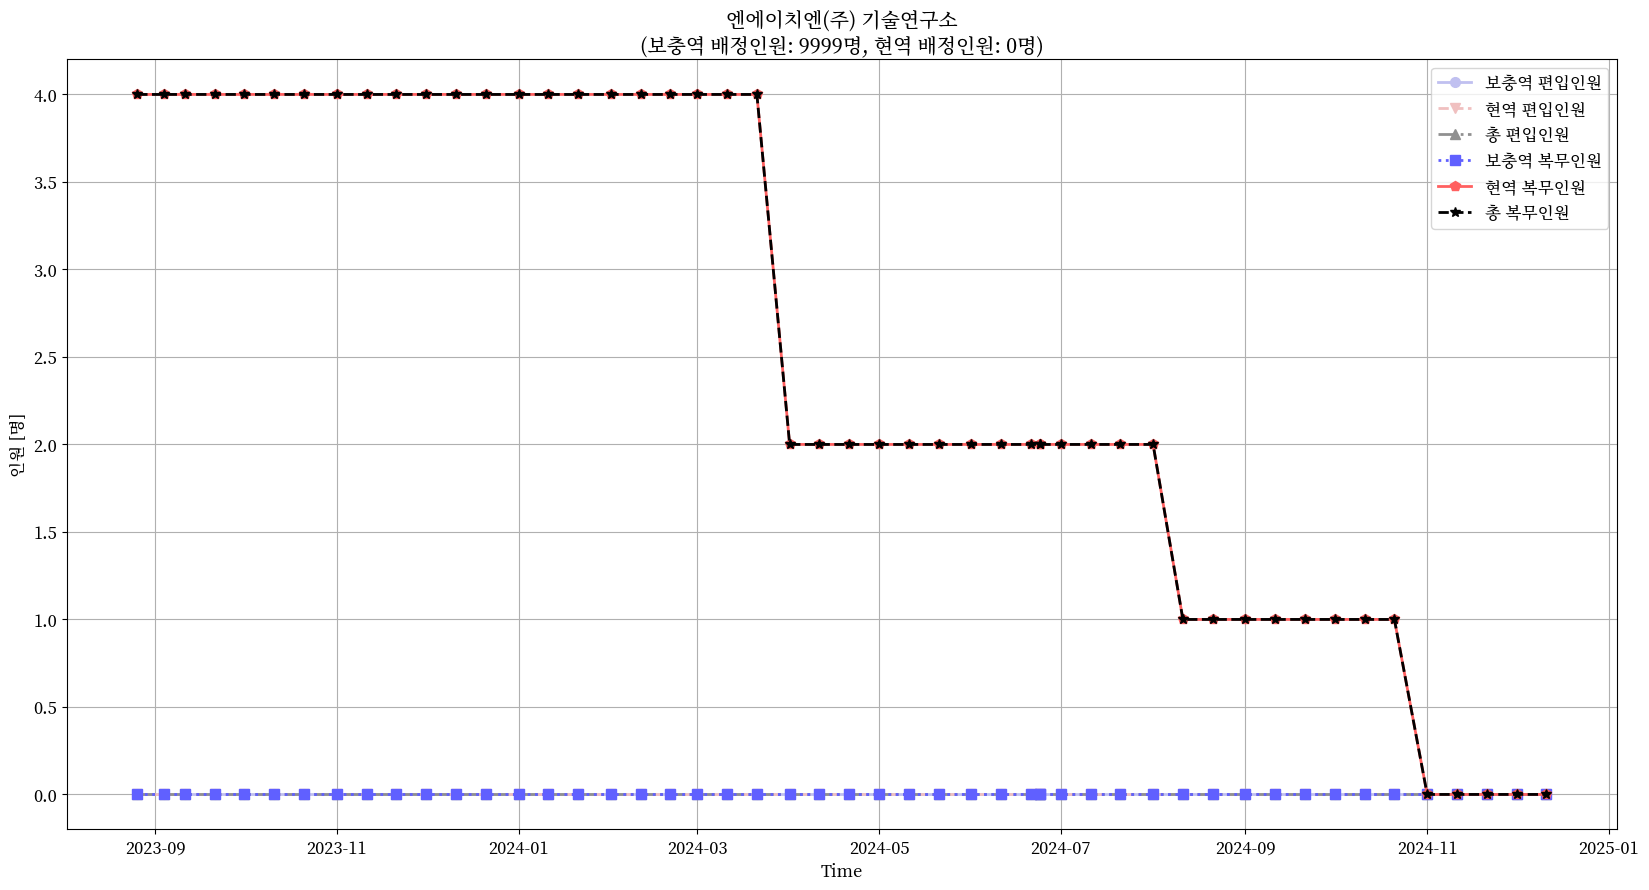 엔에이치엔(주) 기술연구소
(보충역 배정인원: 9999명, 현역 배정인원: 0명)
보충역 편입인원
현역 편입인원
총 편입인원
보충역 복무인원
현역 복무인원
총 복무인원
인원 [명]
4.0
3.5
3.0
2.5
2.0
1.5
1.0
0.5
0.0
2023-09
2023-11
2024-01
2024-03
2024-05
2024-07
2024-09
2024-11
2025-01
Time